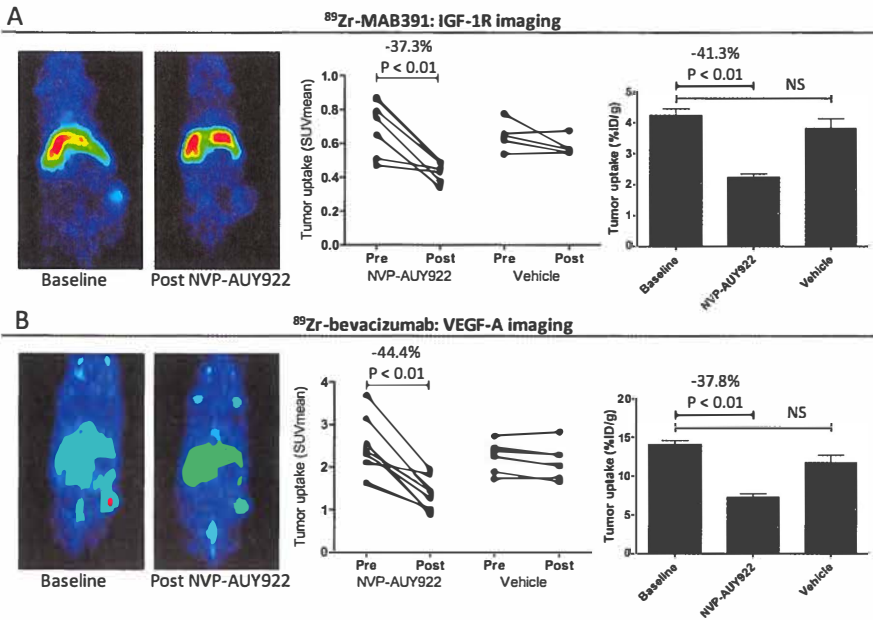 A
⁸⁹Zr-MAB391: IGF-1R imaging
Baseline
Post NVP-AUY922
-37.3%
P < 0.01
Tumor uptake (SUVmean)
1.0
0.8
0.6
0.4
0.2
0.0
Pre
Post
Pre
Post
NVP-AUY922
Vehicle
-41.3%
P < 0.01
NS
Tumor uptake (%ID/g)
5
4
3
2
1
0
Baseline
NVP-AUY922
Vehicle
B
⁸⁹Zr-bevacizumab: VEGF-A imaging
Baseline
Post NVP-AUY922
-44.4%
P < 0.01
Tumor uptake (SUVmean)
4
3
2
1
0
Pre
Post
Pre
Post
NVP-AUY922
Vehicle
-37.8%
P < 0.01
NS
Tumor uptake (%ID/g)
20
15
10
5
0
Baseline
NVP-AUY922
Vehicle